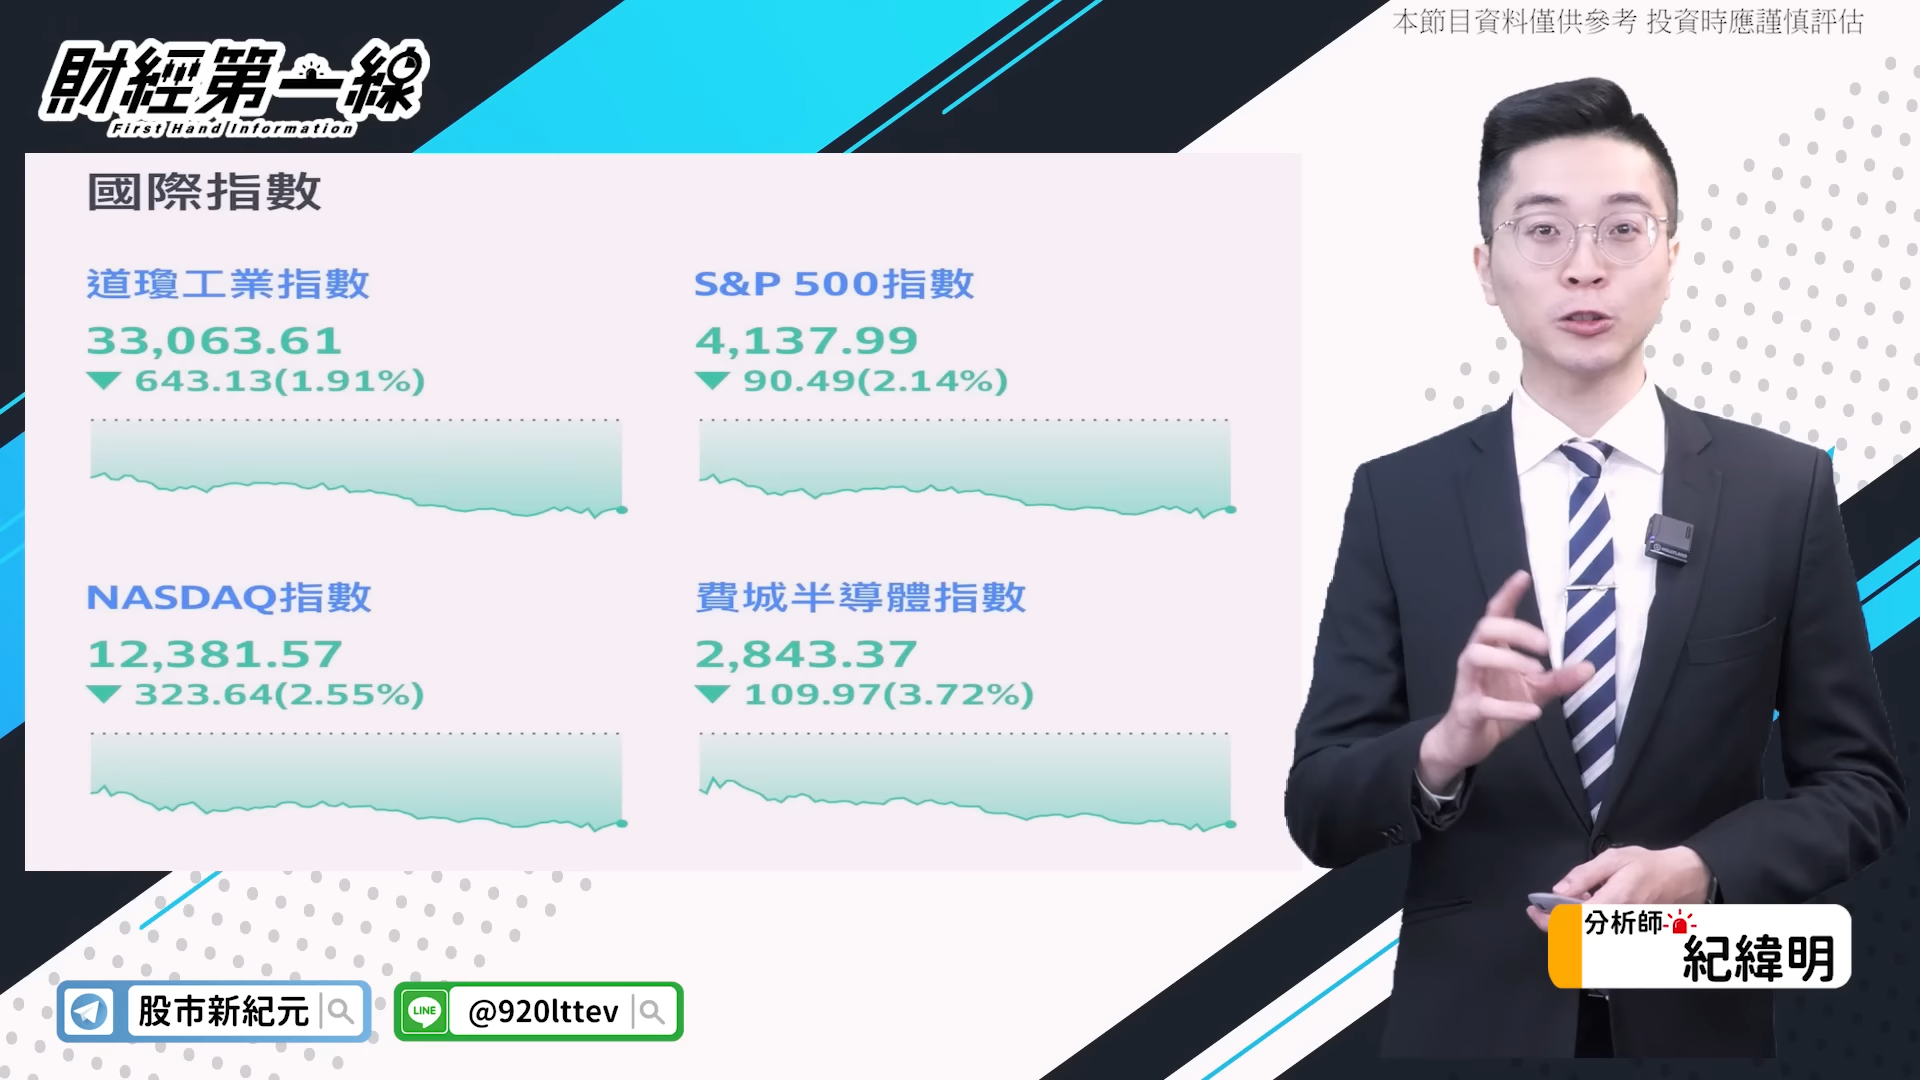 本節目資料僅供參考 投資時應謹慎評估
財經第一線
First Hand Information
國際指數
道瓊工業指數
33,063.61
▼ 643.13(1.91%)
S&P 500指數
4,137.99
▼ 90.49(2.14%)
NASDAQ指數
12,381.57
▼ 323.64(2.55%)
費城半導體指數
2,843.37
▼ 109.97(3.72%)
分析師
紀緯明
股市新紀元
LINE
@920lttev